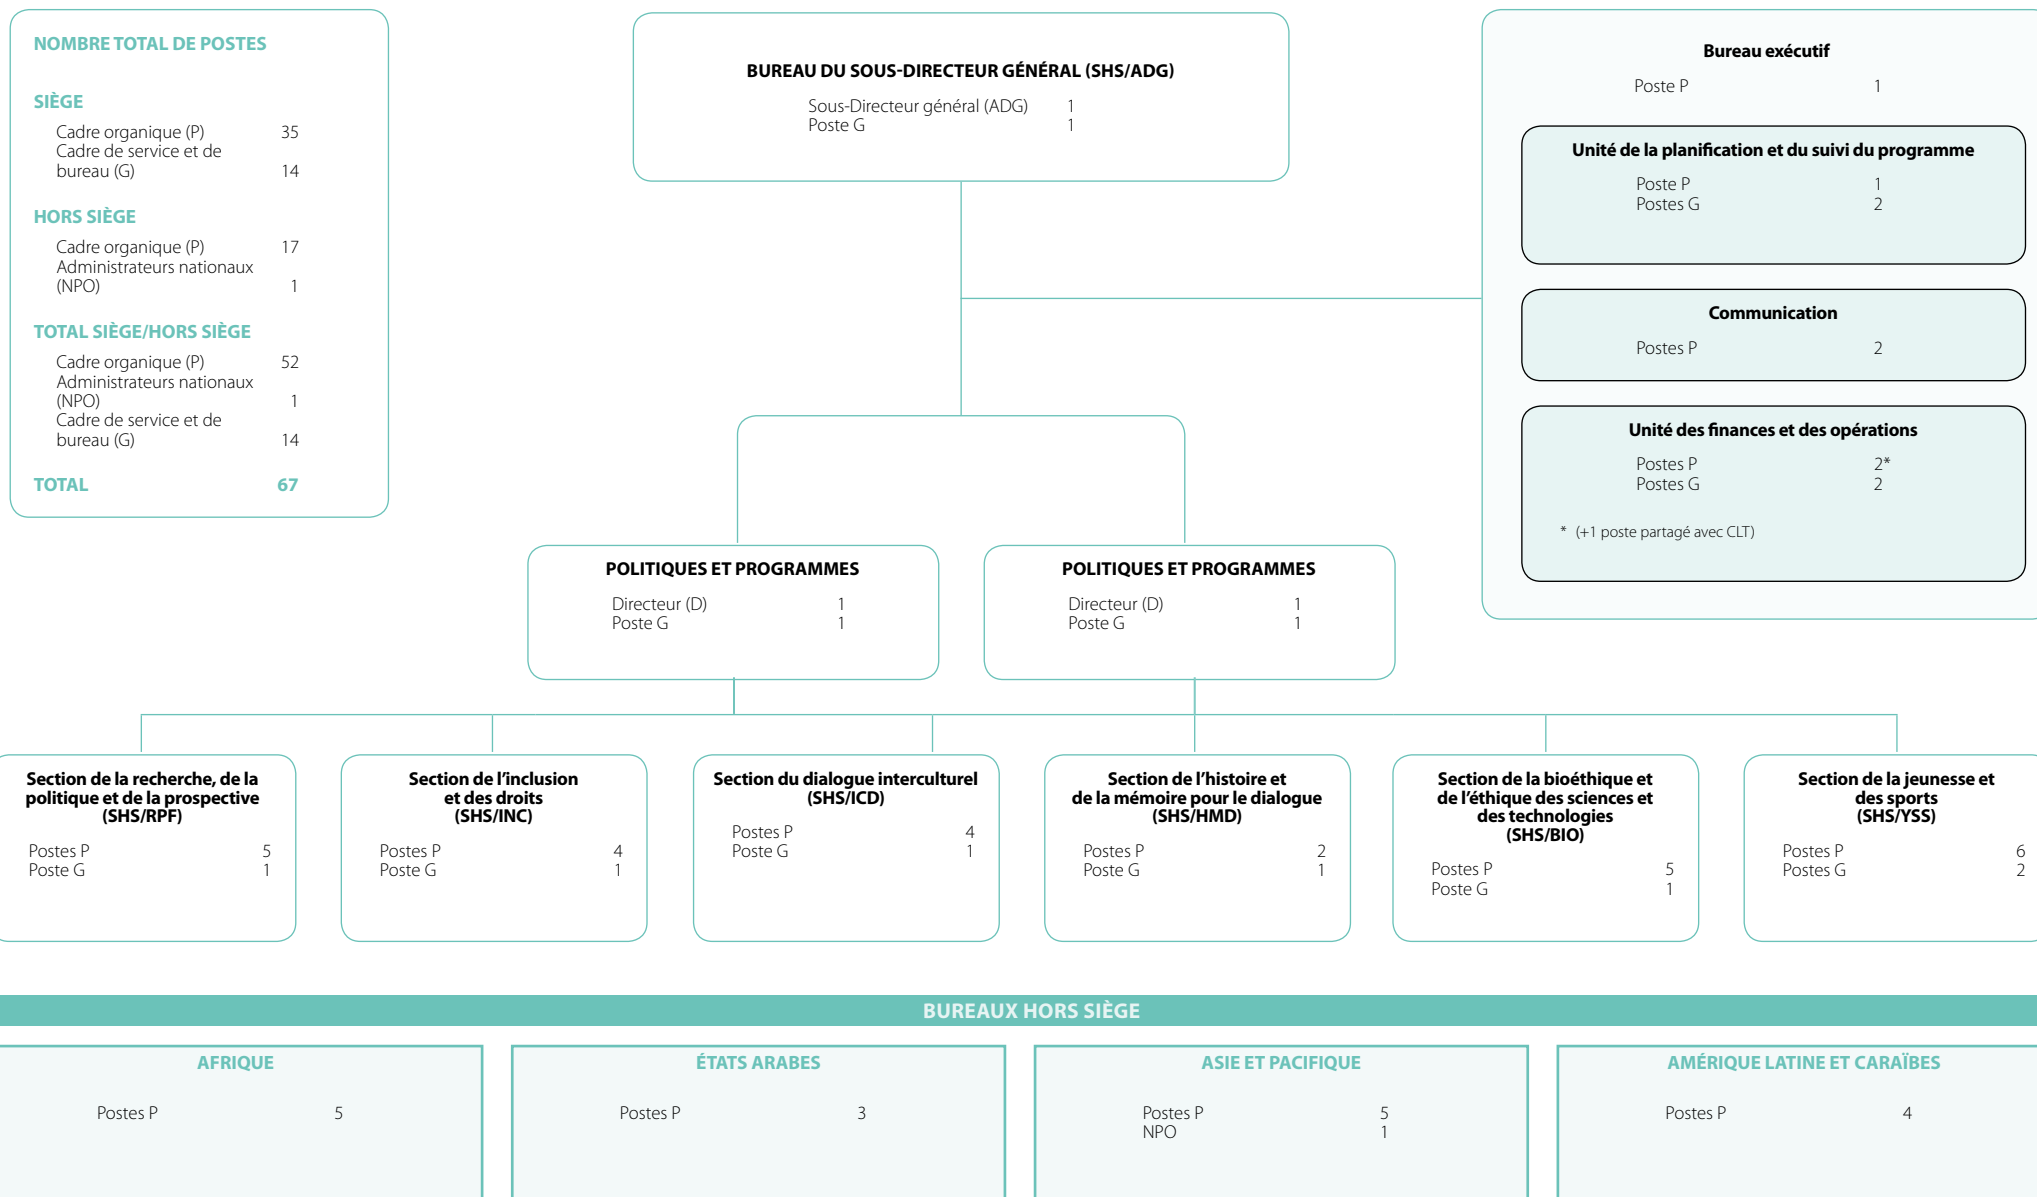 NOMBRE TOTAL DE POSTES
SIÈGE
Cadre organique (P) 35
Cadre de service et de
bureau (G) 14
HORS SIÈGE
Cadre organique (P) 17
Administrateurs nationaux
(NPO) 1
TOTAL SIÈGE/HORS SIÈGE
Cadre organique (P) 52
Administrateurs nationaux
(NPO) 1
Cadre de service et de
bureau (G) 14
TOTAL 67
BUREAU DU SOUS-DIRECTEUR GÉNÉRAL (SHS/ADG)
Sous-Directeur général (ADG) 1
Poste G 1
Bureau exécutif
Poste P 1
Unité de la planification et du suivi du programme
Poste P 1
Postes G 2
Communication
Postes P 2
Unité des finances et des opérations
Postes P 2*
Postes G 2
* (+1 poste partagé avec CLT)
POLITIQUES ET PROGRAMMES
Directeur (D) 1
Poste G 1
POLITIQUES ET PROGRAMMES
Directeur (D) 1
Poste G 1
Section de la recherche, de la
politique et de la prospective
(SHS/RPF)
Postes P 5
Poste G 1
Section de l'inclusion
et des droits
(SHS/INC)
Postes P 4
Poste G 1
Section du dialogue interculturel
(SHS/ICD)
Postes P 4
Poste G 1
Section de l'histoire et
de la mémoire pour le dialogue
(SHS/HMD)
Postes P 2
Poste G 1
Section de la bioéthique et
de l'éthique des sciences et
des technologies
(SHS/BIO)
Postes P 5
Poste G 1
Section de la jeunesse et
des sports
(SHS/YSS)
Postes P 6
Postes G 2
BUREAUX HORS SIÈGE
AFRIQUE
Postes P 5
ÉTATS ARABES
Postes P 3
ASIE ET PACIFIQUE
Postes P 5
NPO 1
AMÉRIQUE LATINE ET CARAÏBES
Postes P 4